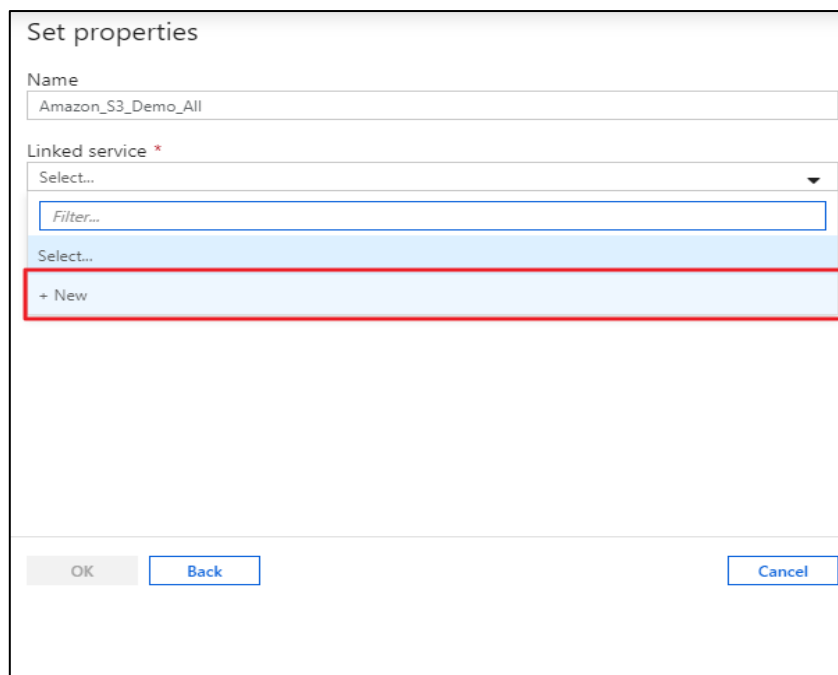 Set properties
Name
Amazon_S3_Demo_All
Linked service *
Select...
Filter...
Select...
+ New
OK Back Cancel